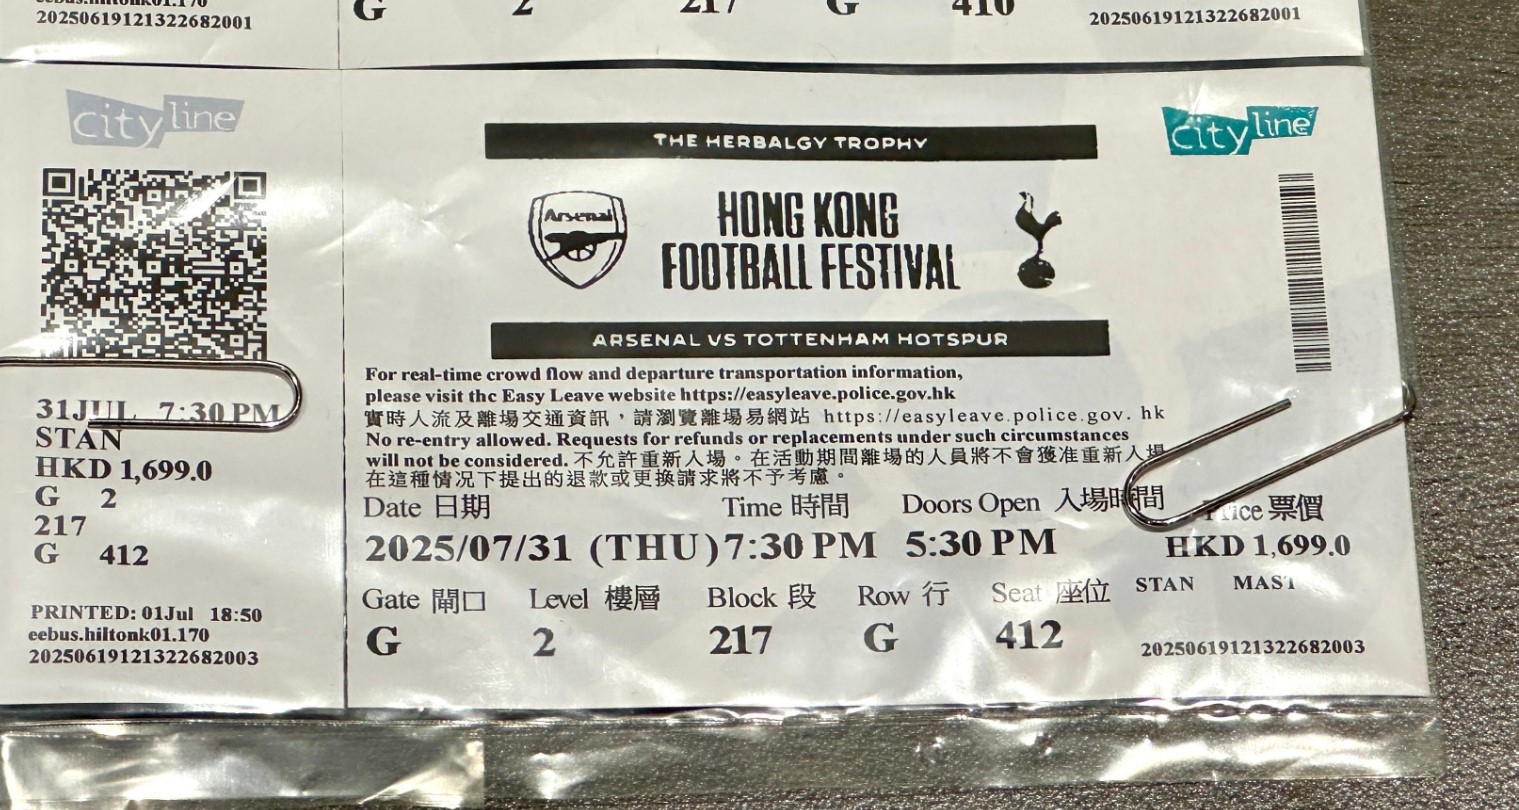 20250619121322682001
G 2 217 G 410
20250619121322682001
city line
31JUL 7:30 PM
STAN
HKD 1,699.0
G 2
217
G 412
PRINTED: 01Jul 18:50
eebus.hiltonk01.170
20250619121322682003
THE HERBALGY TROPHY
Arsenal
HONG KONG
FOOTBALL FESTIVAL
ARSENAL VS TOTTENHAM HOTSPUR
city line
For real-time crowd flow and departure transportation information,
please visit the Easy Leave website https://easyleave.police.gov.hk
實時人流及離場交通資訊，請瀏覽離場易網站 https://easyleave.police.gov. hk
No re-entry allowed. Requests for refunds or replacements under such circumstances
will not be considered. 不允許重新入場。在活動期間離場的人員將不會獲准重新入場
在這種情況下提出的退款或更換請求將不予考慮。
Date 日期 Time 時間 Doors Open 入場時間 Price 票價
2025/07/31 (THU) 7:30 PM 5:30 PM HKD 1,699.0
Gate 閘口 Level 樓層 Block 段 Row 行 Seat 座位 STAN MAST
G 2 217 G 412 20250619121322682003